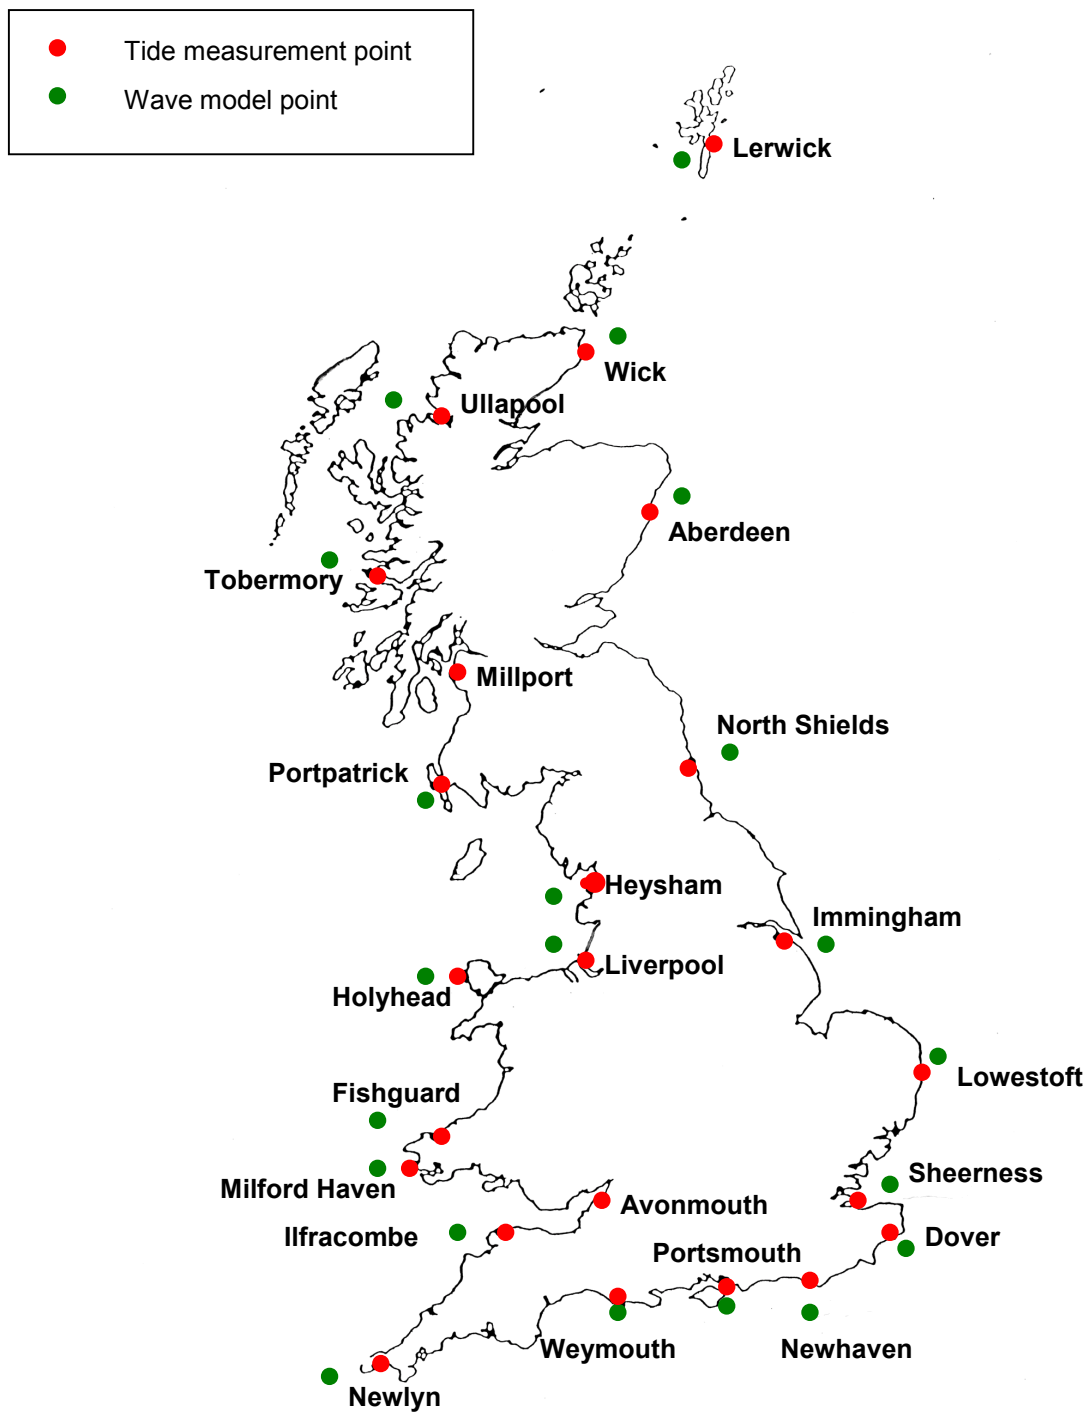 Tide measurement point
Wave model point
Lerwick
Wick
Ullapool
Aberdeen
Tobermory
Millport
North Shields
Portpatrick
Heysham
Immingham
Liverpool
Holyhead
Lowestoft
Fishguard
Sheerness
Milford Haven
Avonmouth
Ilfracombe
Dover
Portsmouth
Weymouth
Newhaven
Newlyn